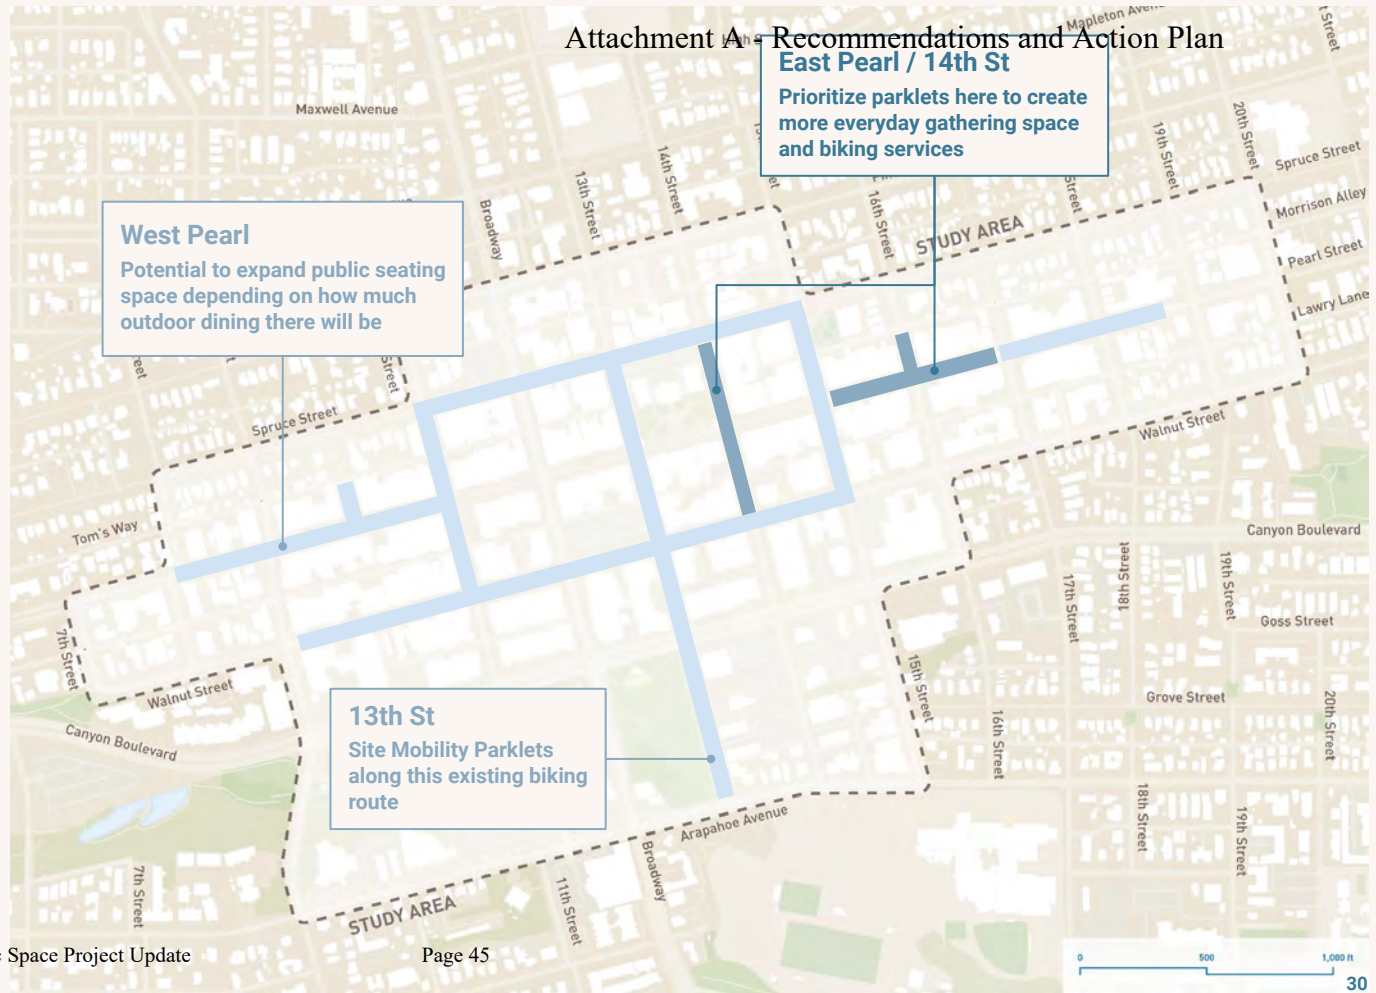 Attachment A - Recommendations and Action Plan
Mapleton Avenue
East Pearl / 14th St
Prioritize parklets here to create
more everyday gathering space
and biking services
Maxwell Avenue
20th Street
19th Street
Spruce Street
14th Street
13th Street
Broadway
16th Street
Street
Morrison Alley
STUDY AREA
Pearl Street
West Pearl
Potential to expand public seating
space depending on how much
outdoor dining there will be
Lawry Lane
Street
Spruce Street
Walnut Street
Tom's Way
Canyon Boulevard
18th Street
19th Street
17th Street
Goss Street
7th Street
15th Street
Walnut Street
Grove Street
20th Street
16th Street
13th St
Site Mobility Parklets
along this existing biking
route
Canyon Boulevard
18th Street
19th Street
Arapahoe Avenue
Broadway
7th Street
11th Street
STUDY AREA
Space Project Update
Page 45
0 500 1,000 ft
30